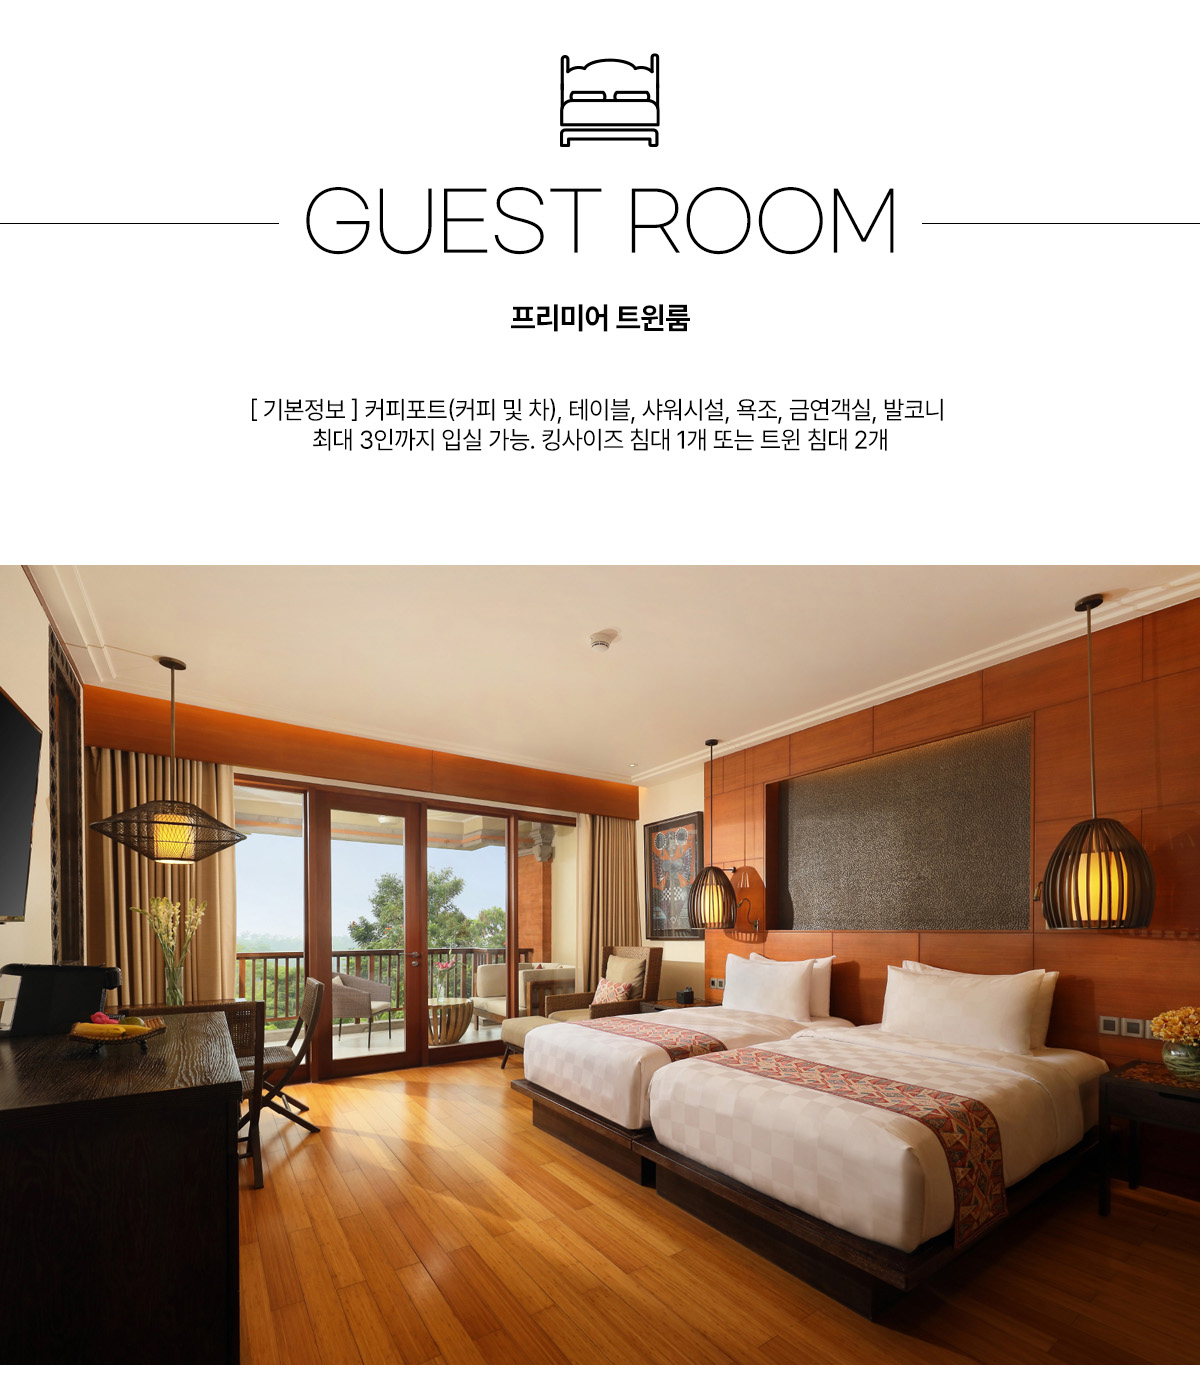 GUEST ROOM
프리미어 트윈룸
[ 기본정보 ] 커피포트(커피 및 차), 테이블, 샤워시설, 욕조, 금연객실, 발코니
최대 3인까지 입실 가능. 킹사이즈 침대 1개 또는 트윈 침대 2개